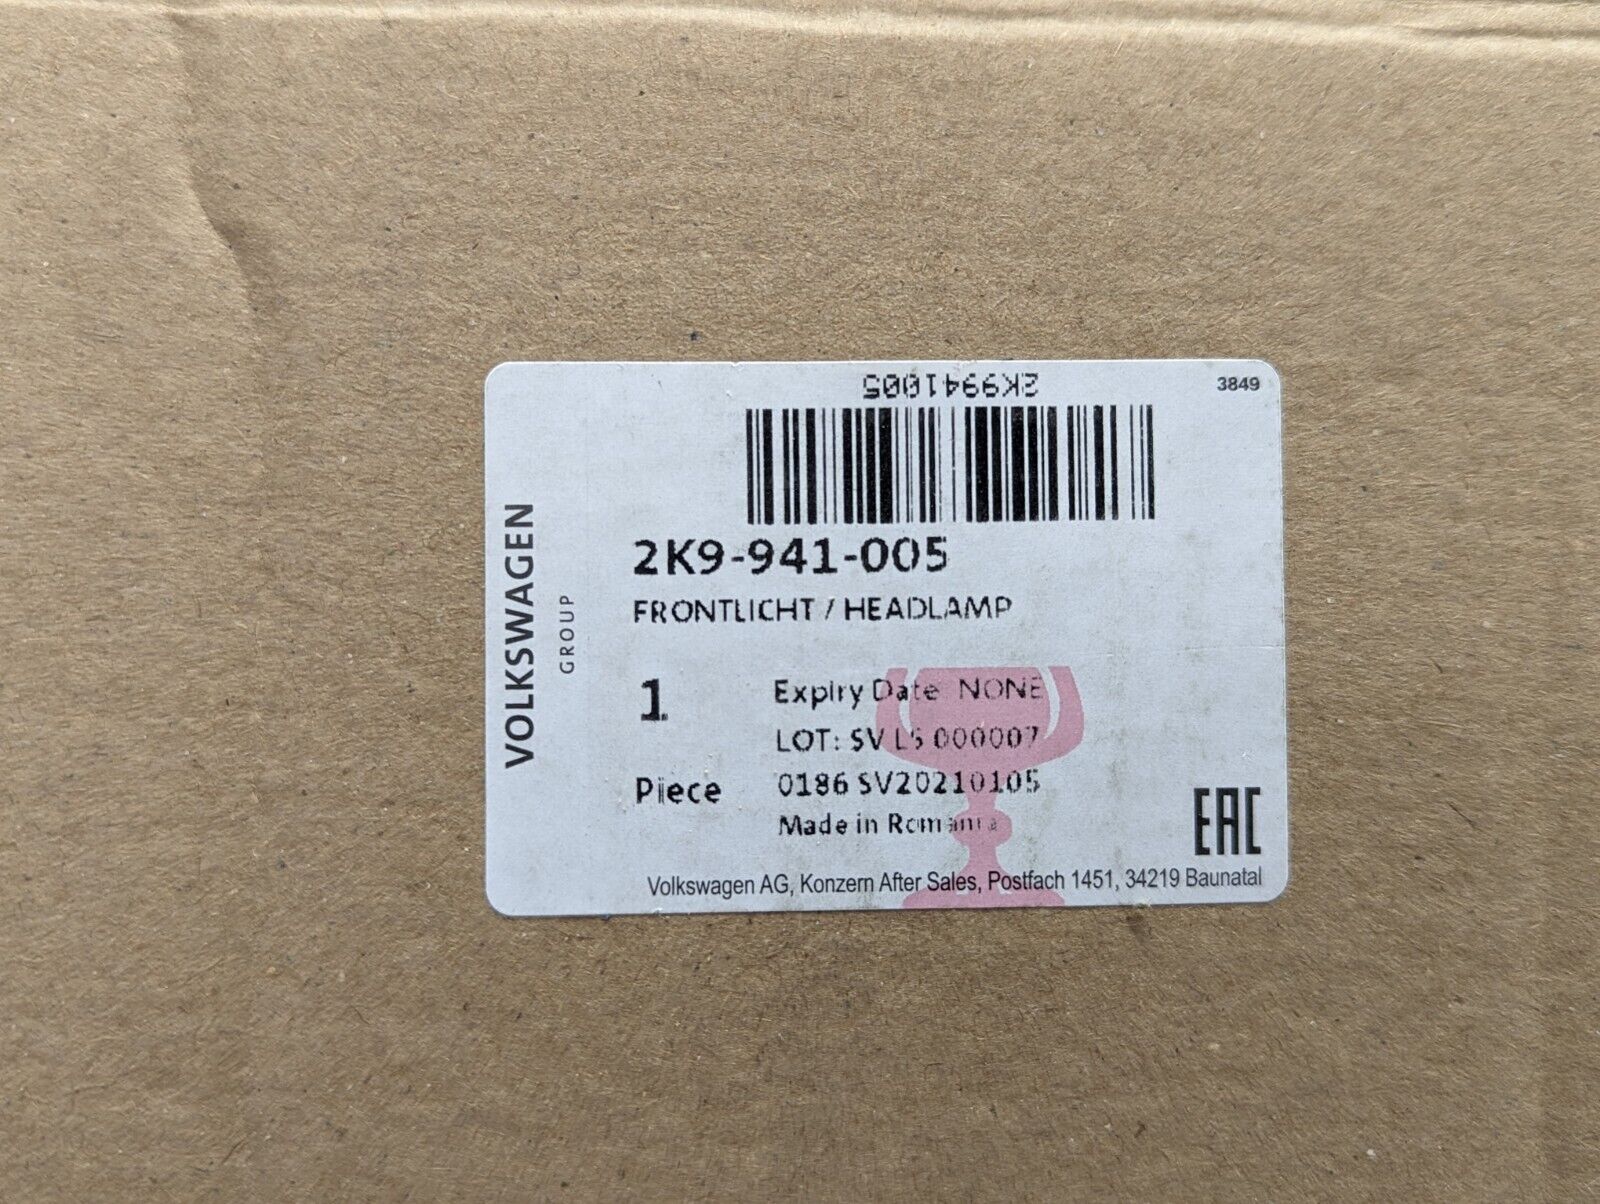 2K9941005
3849
2K9-941-005
FRONTLICHT / HEADLAMP
VOLKSWAGEN
GROUP
1
Piece
Expiry Date NONE
LOT: SV LS 000007
0186 SV20210105
Made in Romania
EAC
Volkswagen AG, Konzern After Sales, Postfach 1451, 34219 Baunatal